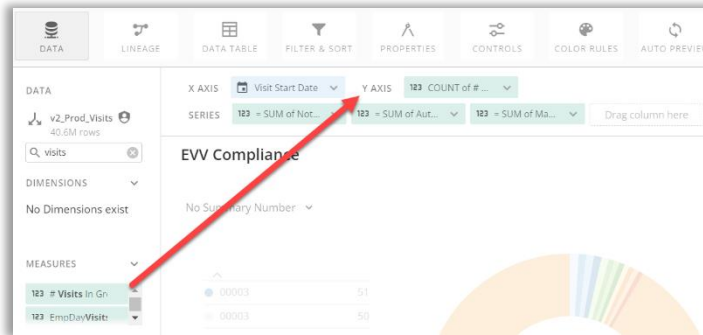 DATA LINEAGE DATA TABLE FILTER & SORT PROPERTIES CONTROLS COLOR RULES AUTO PREVIEW
DATA
v2_Prod_Visits
40.6M rows
visits
DIMENSIONS
No Dimensions exist
MEASURES
123 # Visits In Gr
123 EmpDayVisit
X AXIS Visit Start Date Y AXIS 123 COUNT of # ...
SERIES 123 = SUM of Not... 123 = SUM of Aut... 123 = SUM of Ma... Drag column here
EVV Compliance
No Summary Number
00003 51
00003 50